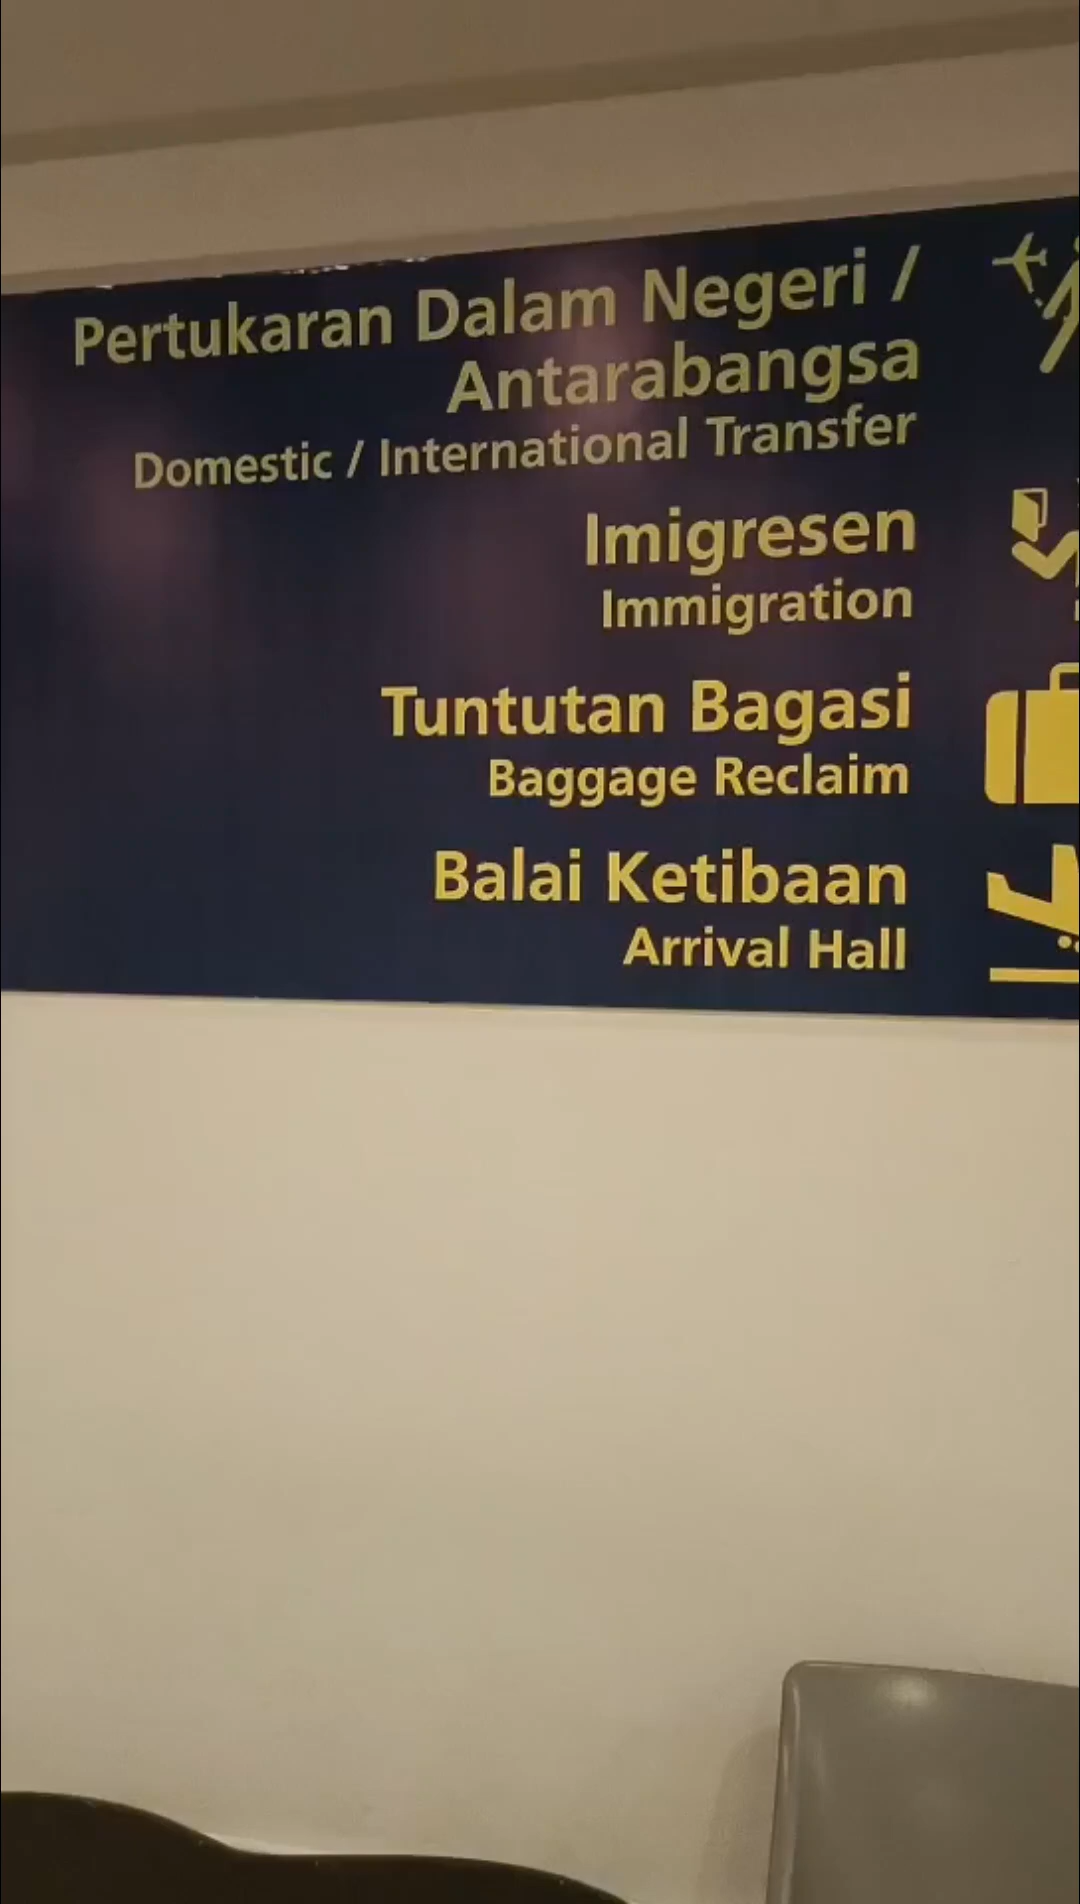 Pertukaran Dalam Negeri /
Antarabangsa
Domestic / International Transfer
Imigresen
Immigration
Tuntutan Bagasi
Baggage Reclaim
Balai Ketibaan
Arrival Hall